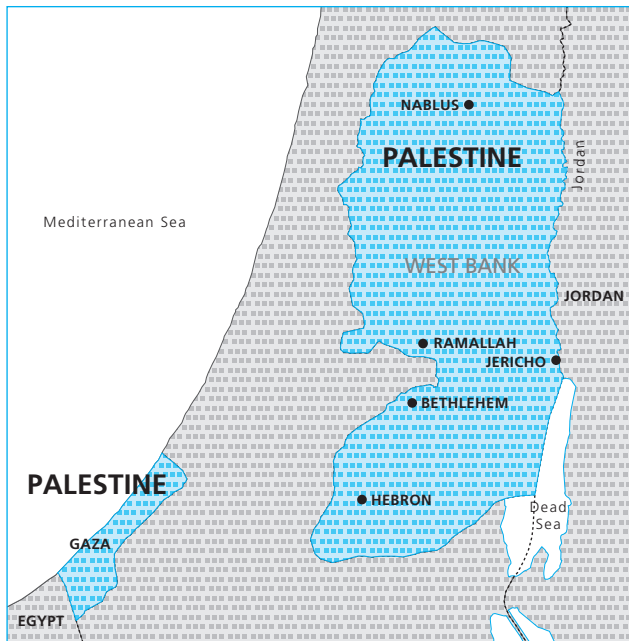 NABLUS
PALESTINE
Jordan
Mediterranean Sea
WEST BANK
JORDAN
RAMALLAH
JERICHO
BETHLEHEM
PALESTINE
HEBRON
Dead
Sea
GAZA
EGYPT